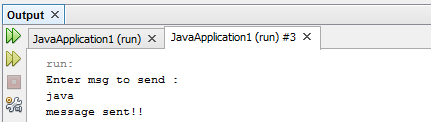 Output ×
JavaApplication1 (run) × JavaApplication1 (run) #3 ×
run:
Enter msg to send :
java
message sent!!